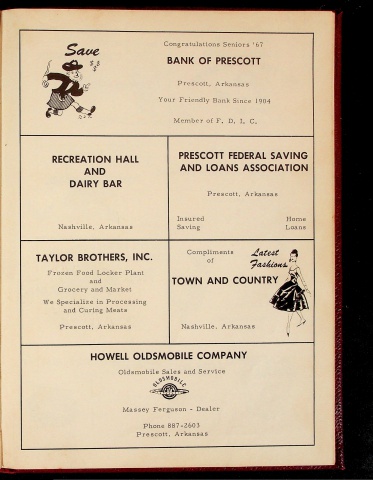 Save
Congratulations Seniors '67
BANK OF PRESCOTT
Prescott, Arkansas
Your Friendly Bank Since 1904
Member of F. D. I. C.
RECREATION HALL
AND
DAIRY BAR
Nashville, Arkansas
PRESCOTT FEDERAL SAVING
AND LOANS ASSOCIATION
Prescott, Arkansas
Insured Home
Saving Loans
TAYLOR BROTHERS, INC.
Frozen Food Locker Plant
and
Grocery and Market
We Specialize in Processing
and Curing Meats
Prescott, Arkansas
Compliments
of
Latest
Fashions
TOWN AND COUNTRY
Nashville, Arkansas
HOWELL OLDSMOBILE COMPANY
Oldsmobile Sales and Service
OLDSMOBILE
Massey Ferguson - Dealer
Phone 887-2603
Prescott, Arkansas